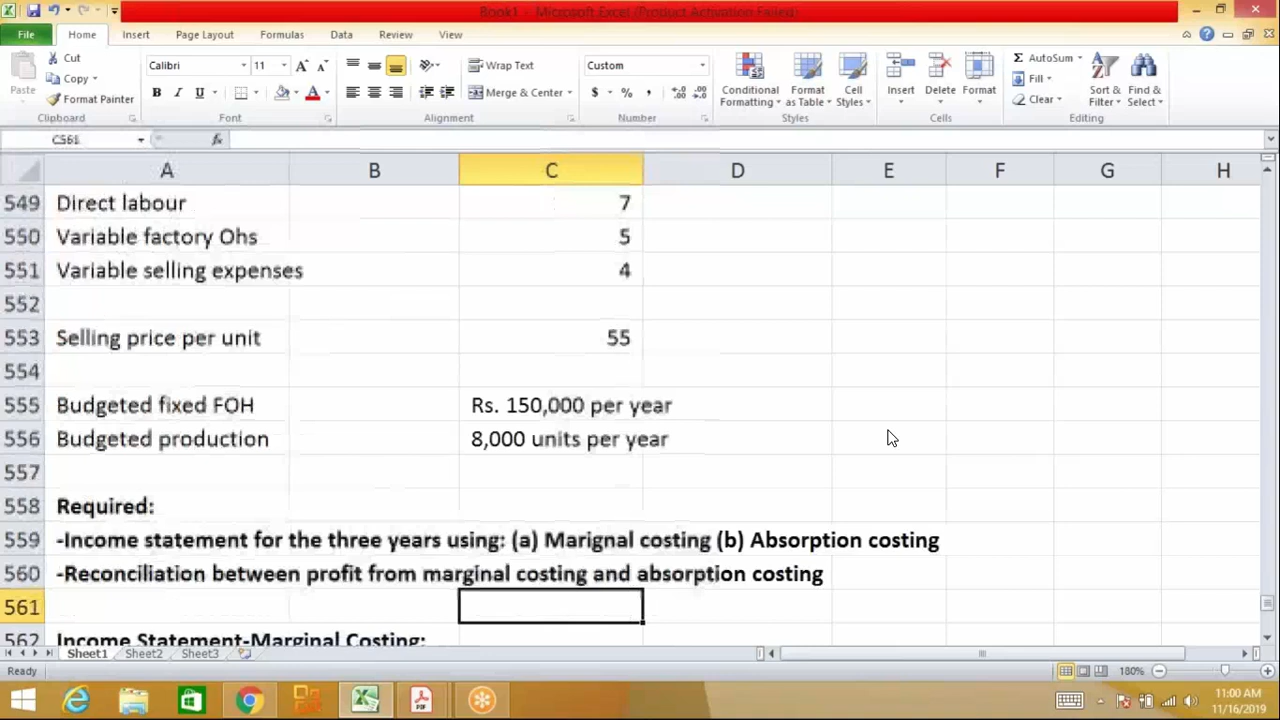 Book1 - Microsoft Excel (Product Activation Failed)
File Home Insert Page Layout Formulas Data Review View
Cut
Copy
Format Painter
Paste
Calibri 11
B I U
Wrap Text
Merge & Center
Custom
$ % ,
Conditional Formatting
Format as Table
Cell Styles
Insert Delete Format
Σ AutoSum
Fill
Clear
Sort & Filter
Find & Select
Clipboard Font Alignment Number Styles Cells Editing
C561 fx
A B C D E F G H
549 Direct labour 7
550 Variable factory Ohs 5
551 Variable selling expenses 4
552
553 Selling price per unit 55
554
555 Budgeted fixed FOH Rs. 150,000 per year
556 Budgeted production 8,000 units per year
557
558 Required:
559 -Income statement for the three years using: (a) Marignal costing (b) Absorption costing
560 -Reconciliation between profit from marginal costing and absorption costing
561
562 Income Statement-Marginal Costing:
Sheet1 Sheet2 Sheet3
Ready 180%
11:00 AM
11/16/2019